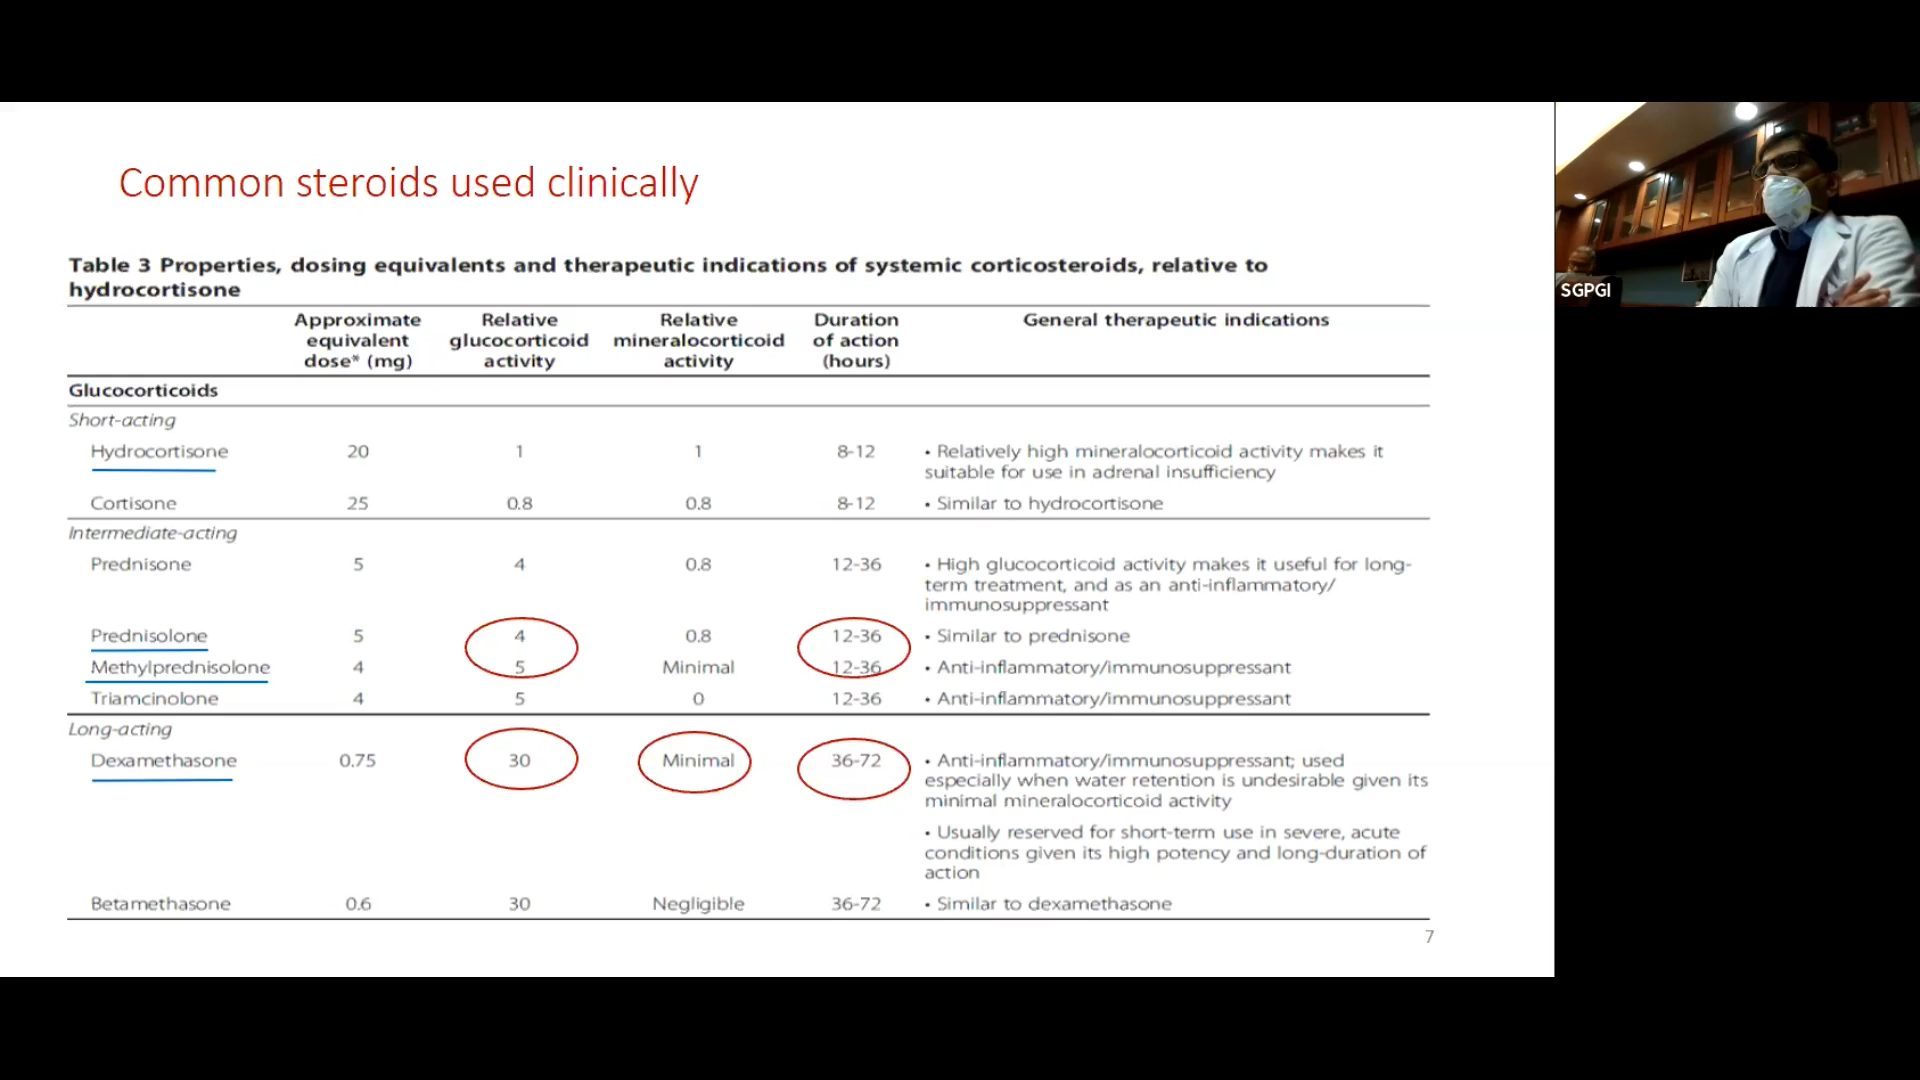 Common steroids used clinically
Table 3 Properties, dosing equivalents and therapeutic indications of systemic corticosteroids, relative to
hydrocortisone
Approximate equivalent dose* (mg) Relative glucocorticoid activity Relative mineralocorticoid activity Duration of action (hours) General therapeutic indications
Glucocorticoids
Short-acting
Hydrocortisone 20 1 1 8-12 • Relatively high mineralocorticoid activity makes it
suitable for use in adrenal insufficiency
Cortisone 25 0.8 0.8 8-12 • Similar to hydrocortisone
Intermediate-acting
Prednisone 5 4 0.8 12-36 • High glucocorticoid activity makes it useful for long-
term treatment, and as an anti-inflammatory/
immunosuppressant
Prednisolone 5 4 0.8 12-36 • Similar to prednisone
Methylprednisolone 4 5 Minimal 12-36 • Anti-inflammatory/immunosuppressant
Triamcinolone 4 5 0 12-36 • Anti-inflammatory/immunosuppressant
Long-acting
Dexamethasone 0.75 30 Minimal 36-72 • Anti-inflammatory/immunosuppressant; used
especially when water retention is undesirable given its
minimal mineralocorticoid activity
• Usually reserved for short-term use in severe, acute
conditions given its high potency and long-duration of
action
Betamethasone 0.6 30 Negligible 36-72 • Similar to dexamethasone
7
SGPGI